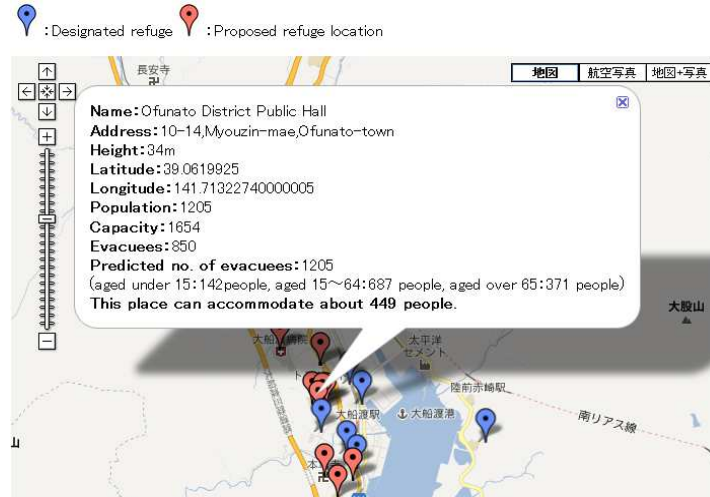 :Designated refuge :Proposed refuge location
長安寺
地図 航空写真 地図+写真
Name:Ofunato District Public Hall
Address:10-14,Myouzin-mae,Ofunato-town
Height:34m
Latitude:39.0619925
Longitude:141.71322740000005
Population:1205
Capacity:1654
Evacuees:850
Predicted no. of evacuees:1205
(aged under 15:142people, aged 15～64:687 people, aged over 65:371 people)
This place can accommodate about 449 people.
大股山
太平洋
セメント
陸前赤崎駅
大船渡駅
大船渡港
南リアス線
山